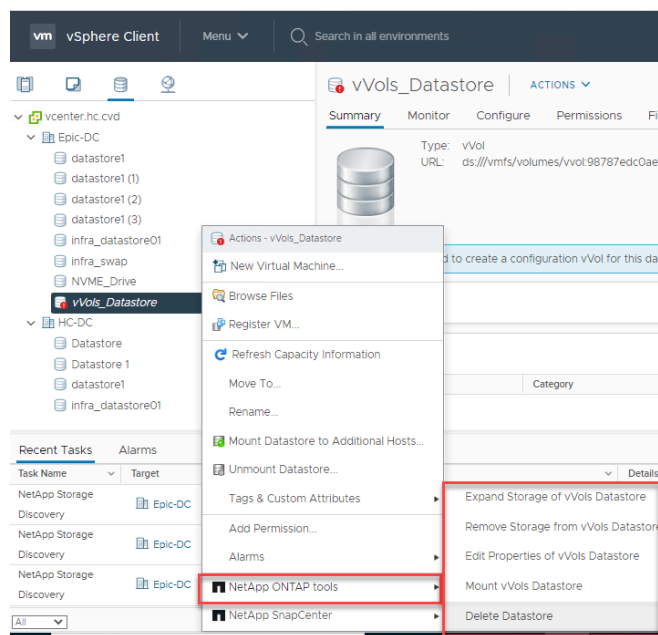 vm vSphere Client Menu Search in all environments
vVols_Datastore ACTIONS
Summary Monitor Configure Permissions
Type: vVol
URL: ds:///vmfs/volumes/vvol:98787edc0ae
vcenter.hc.cvd
Epic-DC
datastore1
datastore1 (1)
datastore1 (2)
datastore1 (3)
infra_datastore01
infra_swap
NVME_Drive
vVols_Datastore
HC-DC
Datastore
Datastore 1
datastore1
infra_datastore01
d to create a configuration vVol for this da
Category
Actions - vVols_Datastore
New Virtual Machine...
Browse Files
Register VM...
Refresh Capacity Information
Move To...
Rename...
Mount Datastore to Additional Hosts...
Unmount Datastore...
Tags & Custom Attributes
Add Permission...
Alarms
NetApp ONTAP tools
NetApp SnapCenter
Expand Storage of vVols Datastore
Remove Storage from vVols Datastore
Edit Properties of vVols Datastore
Mount vVols Datastore
Delete Datastore
Recent Tasks Alarms
Task Name Target Details
NetApp Storage
Discovery
Epic-DC
NetApp Storage
Discovery
Epic-DC
NetApp Storage
Discovery
Epic-DC
All